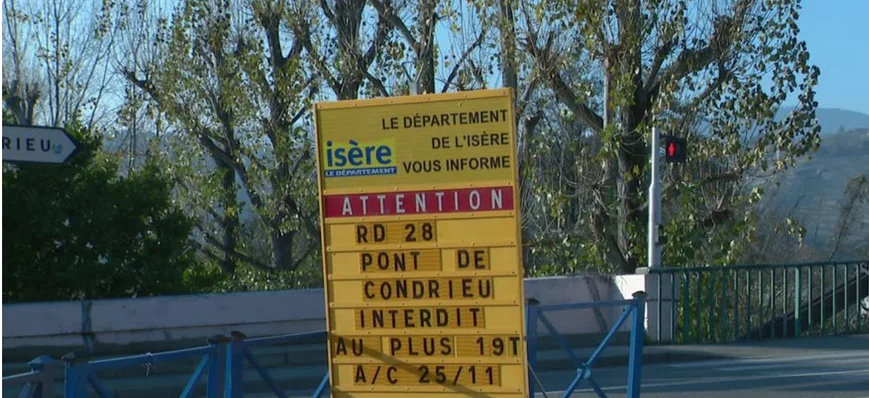 RIEU
LE DÉPARTEMENT
DE L'ISÈRE
VOUS INFORME
isère
LE DÉPARTEMENT
ATTENTION
RD 28
PONT DE
CONDRIEU
INTERDIT
AU PLUS 19T
A/C 25/11